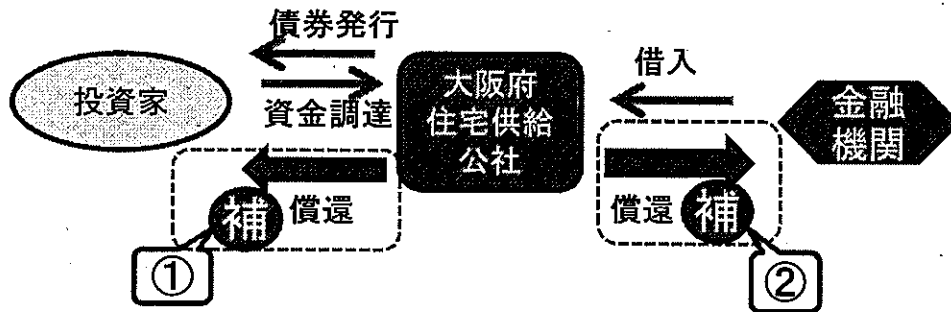 債券発行
投資家
資金調達
大阪府
住宅供給
公社
借入
金融
機関
償還
補
①
償還
補
②